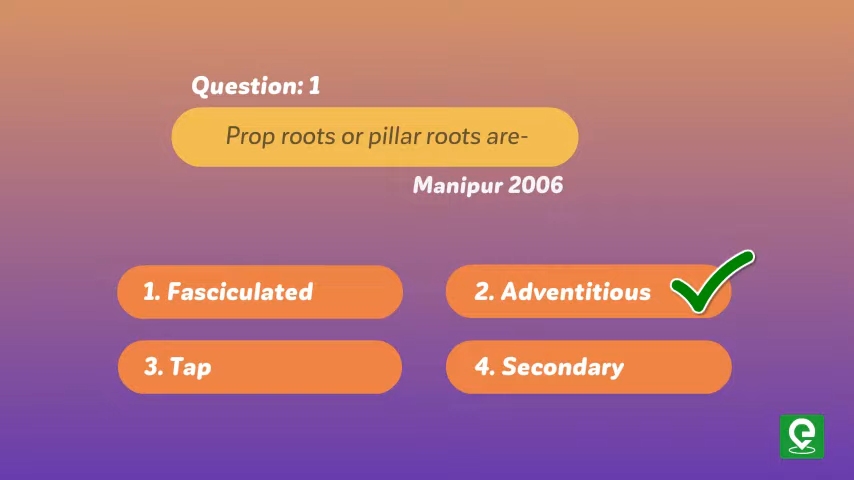 Question: 1
Prop roots or pillar roots are-
Manipur 2006
1. Fasciculated
2. Adventitious
3. Tap
4. Secondary